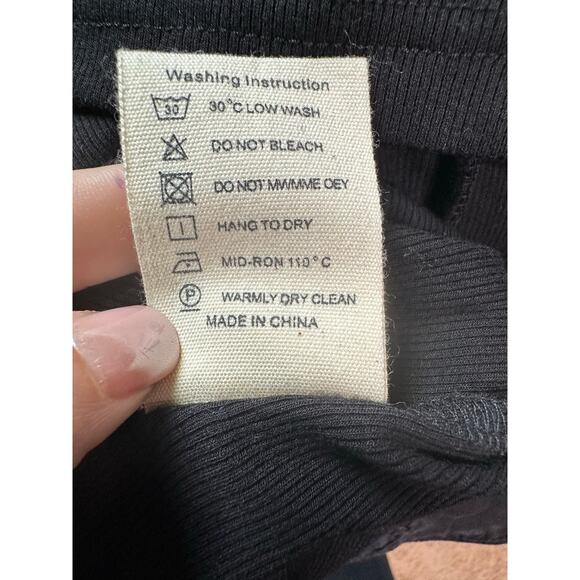 Washing Instruction
30 30°C LOW WASH
DO NOT BLEACH
DO NOT MWMME OEY
HANG TO DRY
MID-RON 110°C
P WARMLY DRY CLEAN
MADE IN CHINA